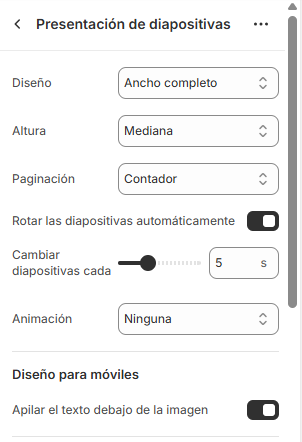 Presentación de diapositivas
Diseño Ancho completo
Altura Mediana
Paginación Contador
Rotar las diapositivas automáticamente
Cambiar
diapositivas cada 5 s
Animación Ninguna
Diseño para móviles
Apilar el texto debajo de la imagen